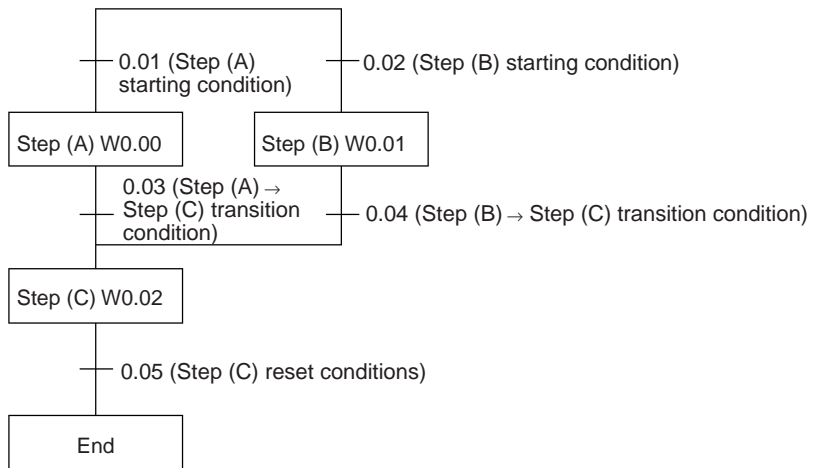 0.01 (Step (A)
starting condition)
0.02 (Step (B) starting condition)
Step (A) W0.00
Step (B) W0.01
0.03 (Step (A) →
Step (C) transition
condition)
0.04 (Step (B) → Step (C) transition condition)
Step (C) W0.02
0.05 (Step (C) reset conditions)
End